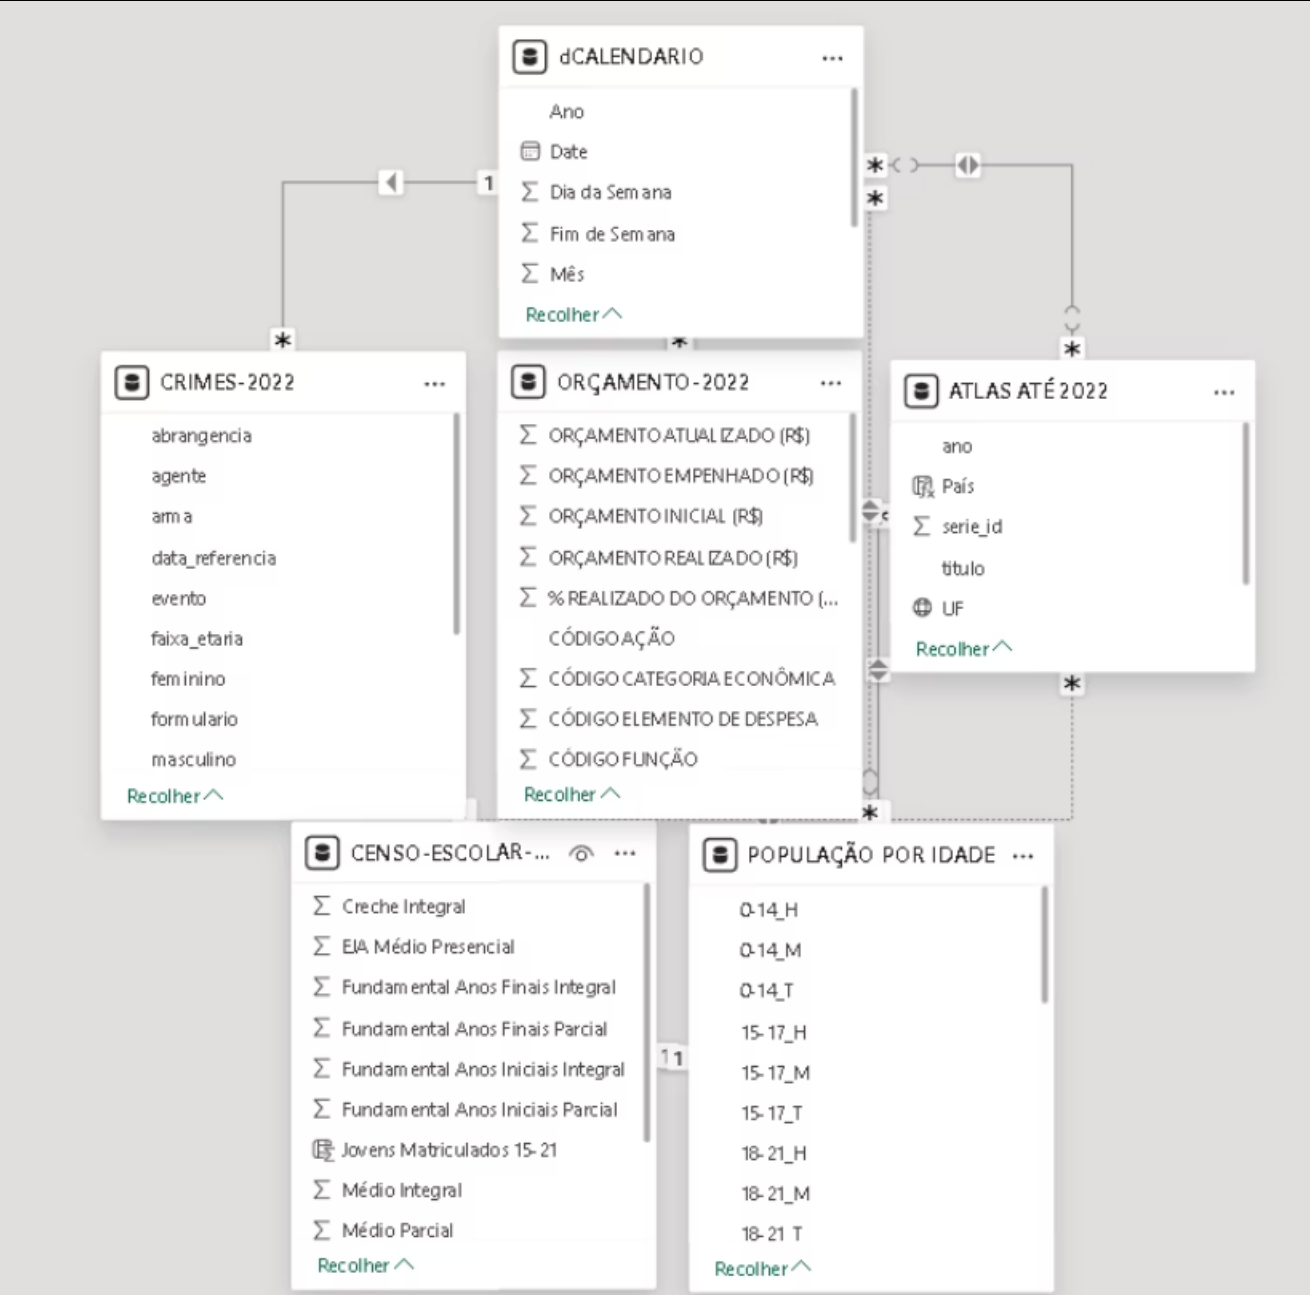 dCALENDARIO ...
Ano
Date
Σ Dia da Semana
Σ Fim de Semana
Σ Mês
Recolher
1
*
*
*
*
*
CRIMES-2022 ...
abrangencia
agente
arma
data_referencia
evento
faixa_etaria
feminino
formulario
masculino
Recolher
ORÇAMENTO-2022 ...
Σ ORÇAMENTO ATUALIZADO (R$)
Σ ORÇAMENTO EMPENHADO (R$)
Σ ORÇAMENTO INICIAL (R$)
Σ ORÇAMENTO REALIZADO (R$)
Σ % REALIZADO DO ORÇAMENTO (...
CÓDIGO AÇÃO
Σ CÓDIGO CATEGORIA ECONÔMICA
Σ CÓDIGO ELEMENTO DE DESPESA
Σ CÓDIGO FUNÇÃO
Recolher
ATLAS ATÉ 2022 ...
ano
País
Σ serie_id
titulo
UF
Recolher
*
*
CENSO-ESCOLAR-... ...
Σ Creche Integral
Σ EJA Médio Presencial
Σ Fundamental Anos Finais Integral
Σ Fundamental Anos Finais Parcial
Σ Fundamental Anos Iniciais Integral
Σ Fundamental Anos Iniciais Parcial
Jovens Matriculados 15-21
Σ Médio Integral
Σ Médio Parcial
Recolher
1 1
POPULAÇÃO POR IDADE ...
0-14_H
0-14_M
0-14_T
15-17_H
15-17_M
15-17_T
18-21_H
18-21_M
18-21 T
Recolher